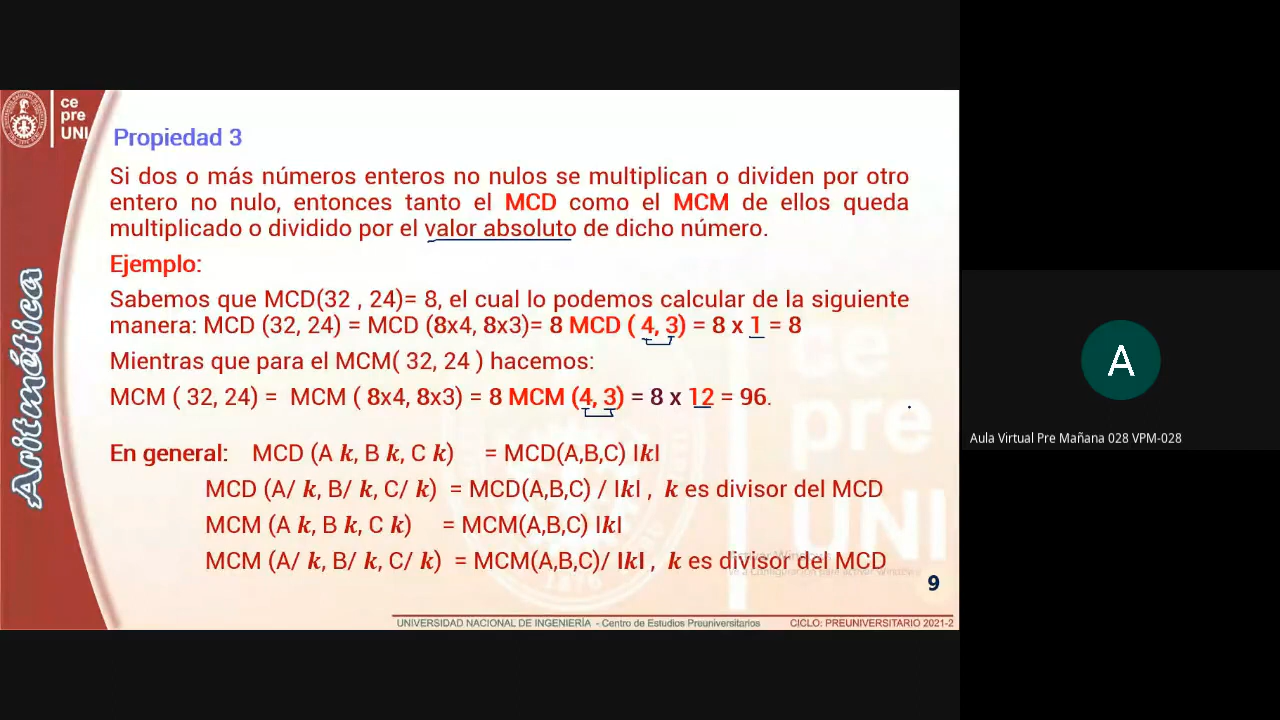 ce
pre
UNI
Propiedad 3
Si dos o más números enteros no nulos se multiplican o dividen por otro
entero no nulo, entonces tanto el MCD como el MCM de ellos queda
multiplicado o dividido por el valor absoluto de dicho número.
Ejemplo:
Sabemos que MCD(32 , 24)= 8, el cual lo podemos calcular de la siguiente
manera: MCD (32, 24) = MCD (8x4, 8x3)= 8 MCD ( 4, 3) = 8 x 1 = 8
Mientras que para el MCM( 32, 24 ) hacemos:
MCM ( 32, 24) = MCM ( 8x4, 8x3) = 8 MCM (4, 3) = 8 x 12 = 96.
En general: MCD (A k, B k, C k) = MCD(A,B,C) IkI
MCD (A/ k, B/ k, C/ k) = MCD(A,B,C) / IkI , k es divisor del MCD
MCM (A k, B k, C k) = MCM(A,B,C) IkI
MCM (A/ k, B/ k, C/ k) = MCM(A,B,C)/ IkI , k es divisor del MCD
9
UNIVERSIDAD NACIONAL DE INGENIERÍA - Centro de Estudios Preuniversitarios CICLO: PREUNIVERSITARIO 2021-2
Aritmética
ce
pre
UNI
A
Aula Virtual Pre Mañana 028 VPM-028